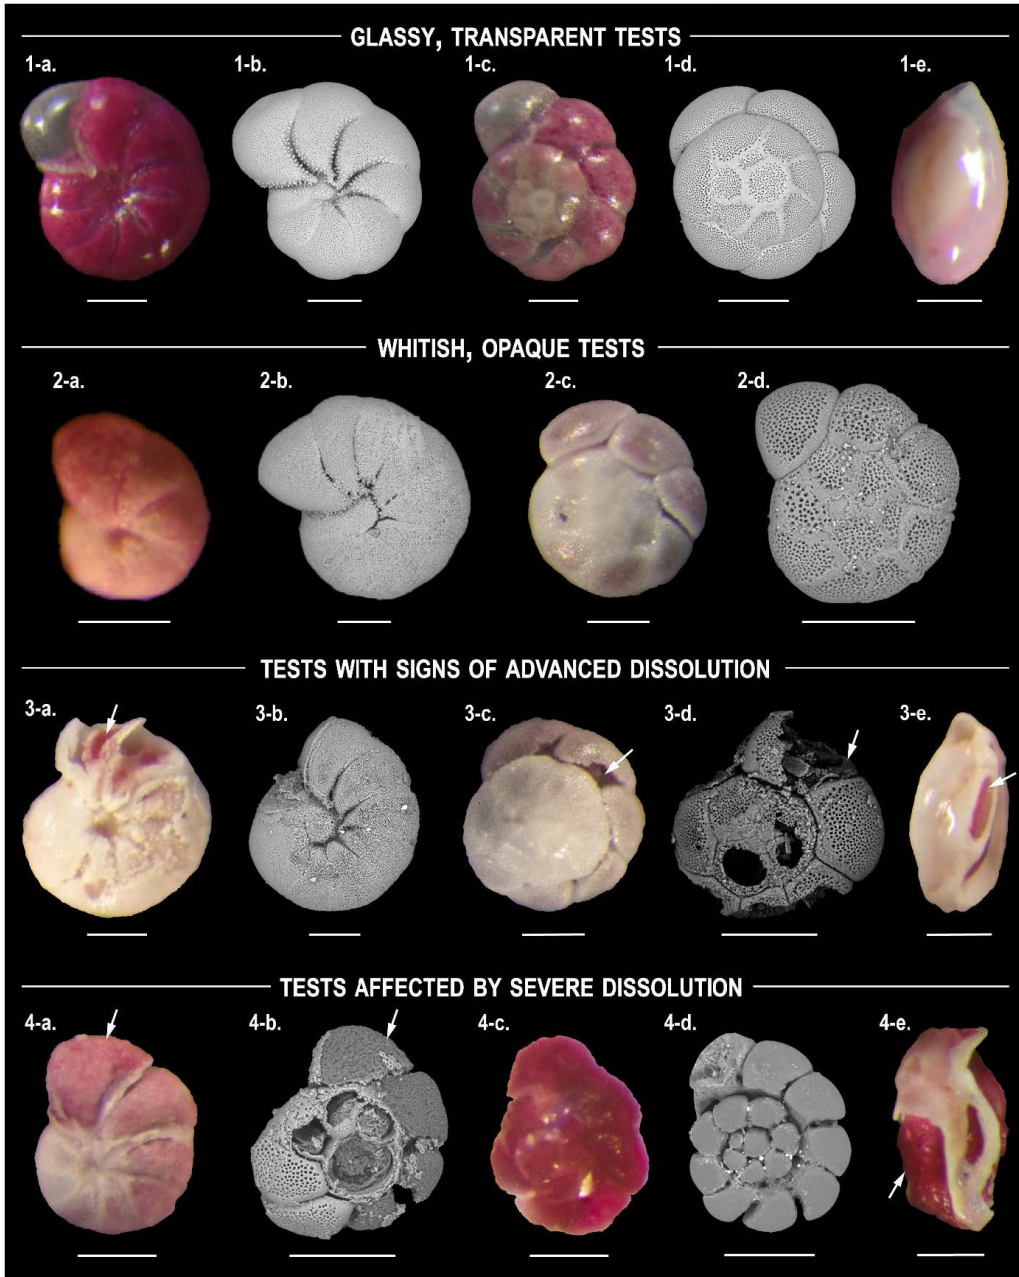 GLASSY, TRANSPARENT TESTS
1-a. 1-b. 1-c. 1-d. 1-e.
WHITISH, OPAQUE TESTS
2-a. 2-b. 2-c. 2-d.
TESTS WITH SIGNS OF ADVANCED DISSOLUTION
3-a. 3-b. 3-c. 3-d. 3-e.
TESTS AFFECTED BY SEVERE DISSOLUTION
4-a. 4-b. 4-c. 4-d. 4-e.